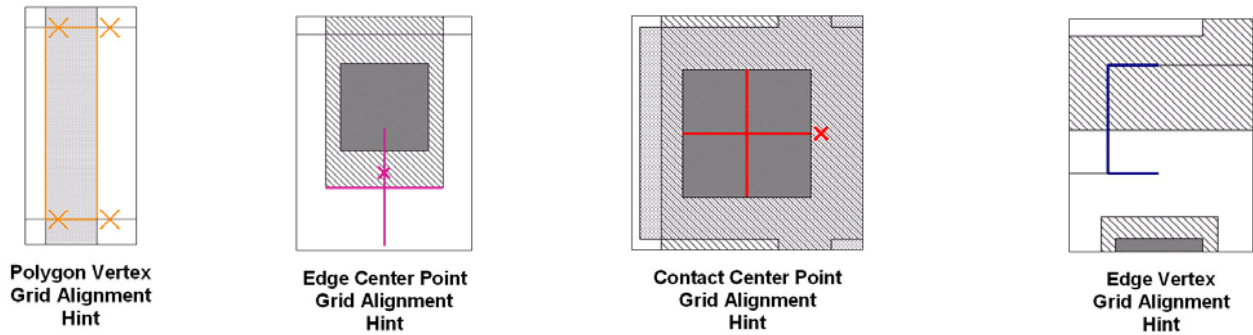 Polygon Vertex
Grid Alignment
Hint
Edge Center Point
Grid Alignment
Hint
Contact Center Point
Grid Alignment
Hint
Edge Vertex
Grid Alignment
Hint